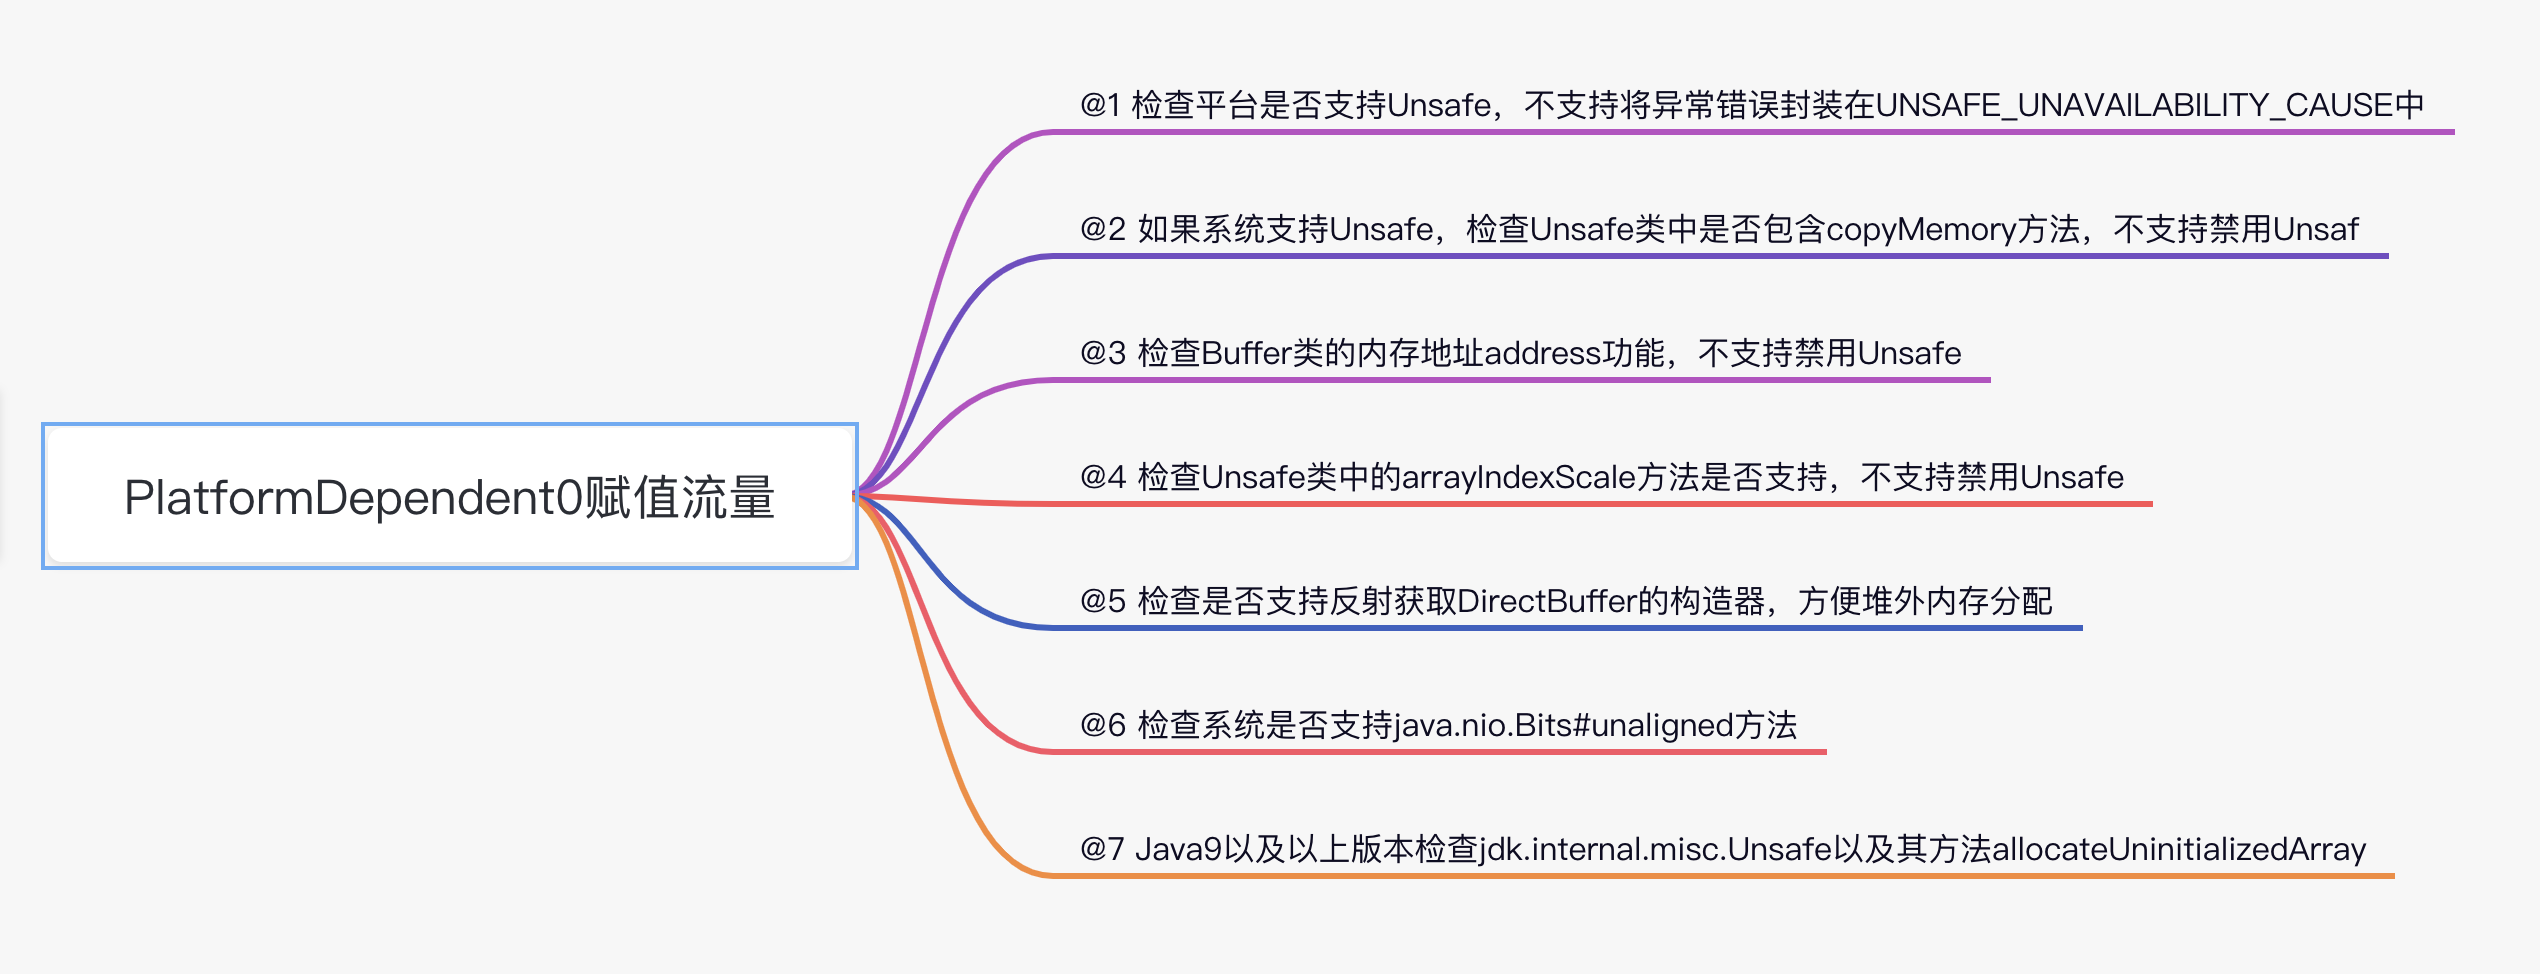 PlatformDependent0赋值流量
@1 检查平台是否支持Unsafe，不支持将异常错误封装在UNSAFE_UNAVAILABILITY_CAUSE中
@2 如果系统支持Unsafe，检查Unsafe类中是否包含copyMemory方法，不支持禁用Unsaf
@3 检查Buffer类的内存地址address功能，不支持禁用Unsafe
@4 检查Unsafe类中的arrayIndexScale方法是否支持，不支持禁用Unsafe
@5 检查是否支持反射获取DirectBuffer的构造器，方便堆外内存分配
@6 检查系统是否支持java.nio.Bits#unaligned方法
@7 Java9以及以上版本检查jdk.internal.misc.Unsafe以及其方法allocateUninitializedArray